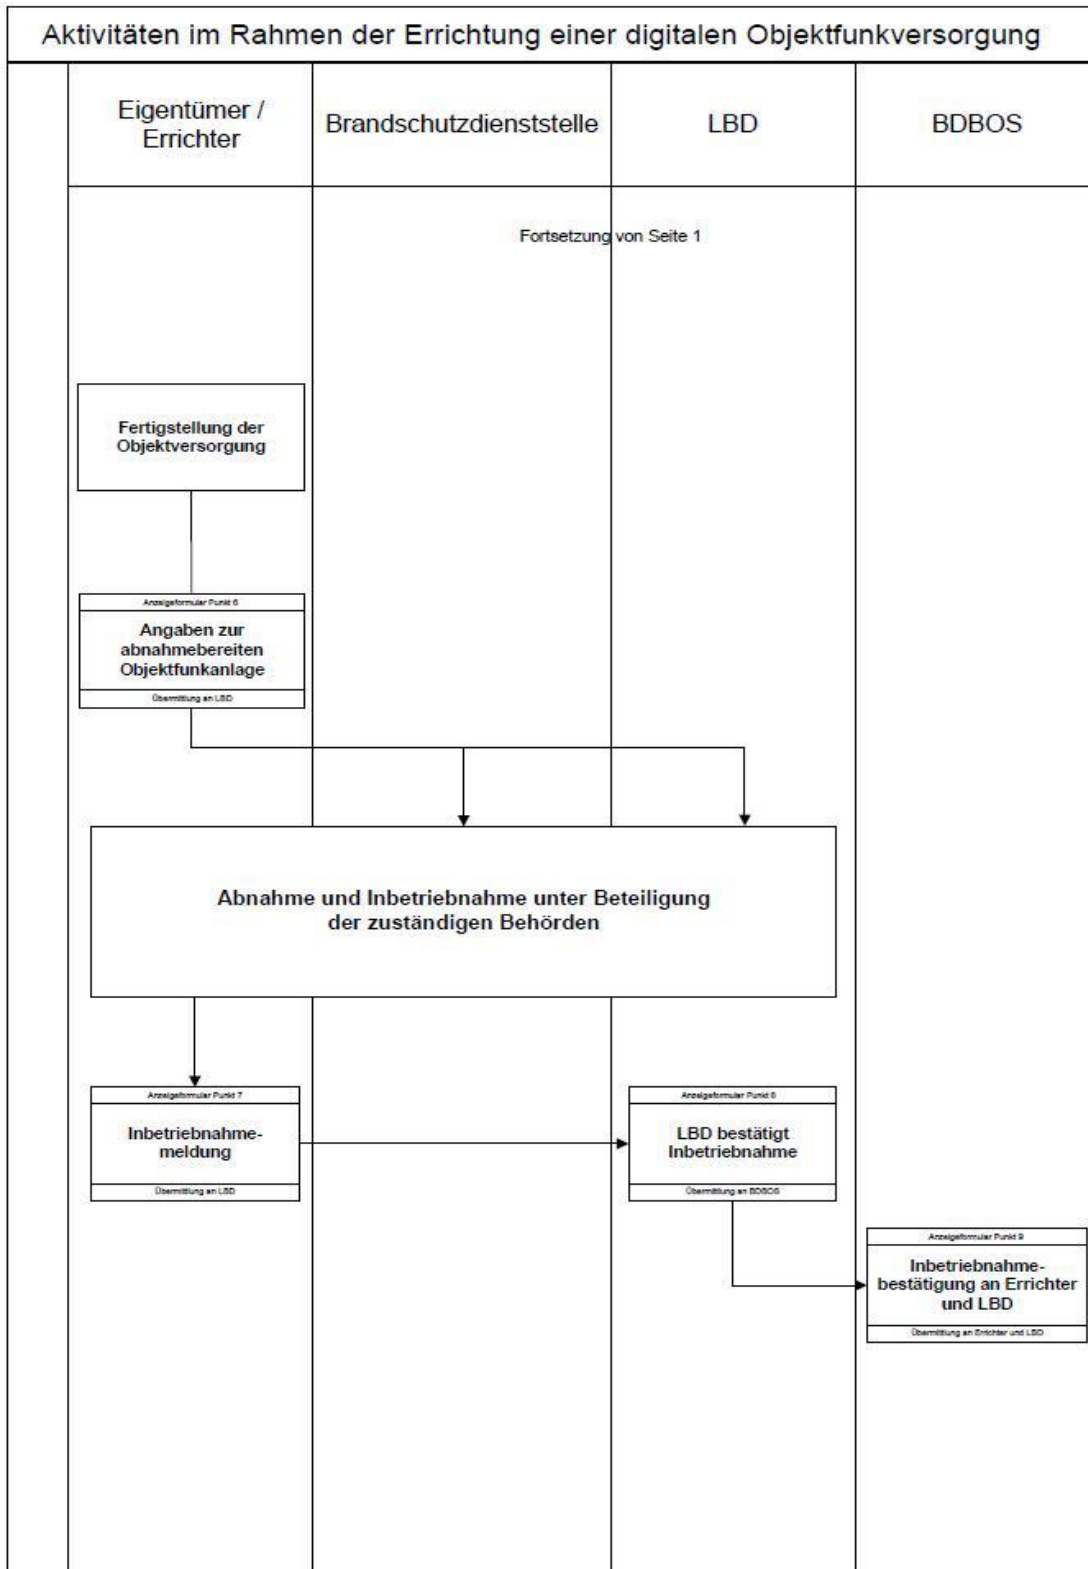 Aktivitäten im Rahmen der Errichtung einer digitalen Objektfunkversorgung
Eigentümer /
Errichter
Brandschutzdienststelle
LBD
BDBOS
Fortsetzung von Seite 1
Fertigstellung der
Objektversorgung
Anzeigeformular Punkt 6
Angaben zur
abnahmebereiten
Objektfunkanlage
Übermittlung an LBD
Abnahme und Inbetriebnahme unter Beteiligung
der zuständigen Behörden
Anzeigeformular Punkt 7
Inbetriebnahme-
meldung
Übermittlung an LBD
Anzeigeformular Punkt 8
LBD bestätigt
Inbetriebnahme
Übermittlung an BDBOS
Anzeigeformular Punkt 9
Inbetriebnahme-
bestätigung an Errichter
und LBD
Übermittlung an Errichter und LBD